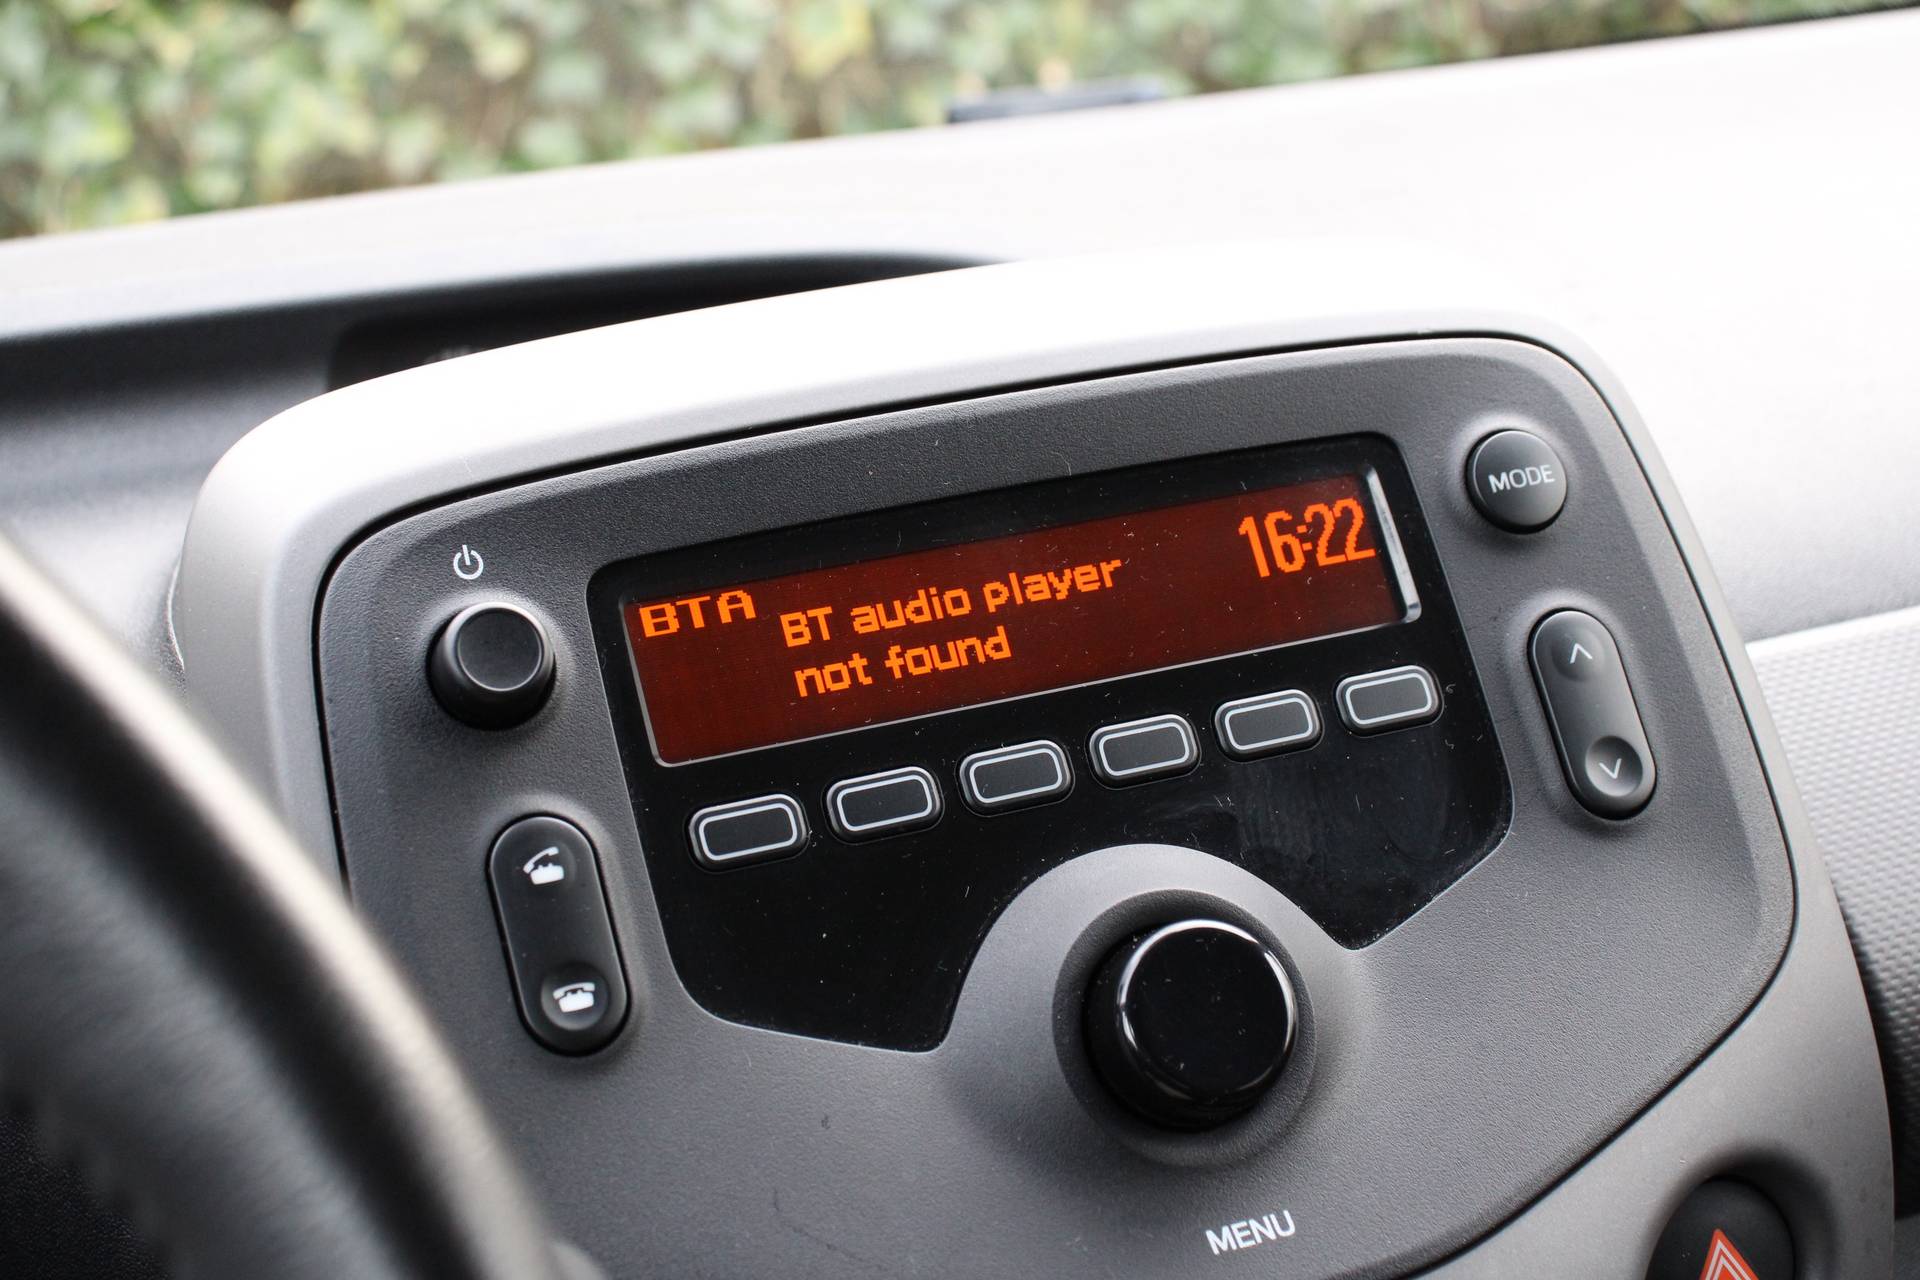 16:22
BTA BT audio player
not found
MODE
MENU